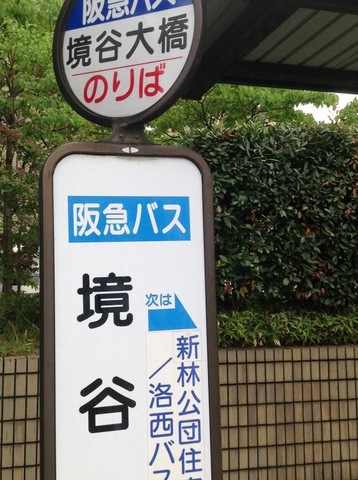 阪急バス
境谷大橋
のりば
阪急バス
境谷
次は
新林公団住
／洛西バス